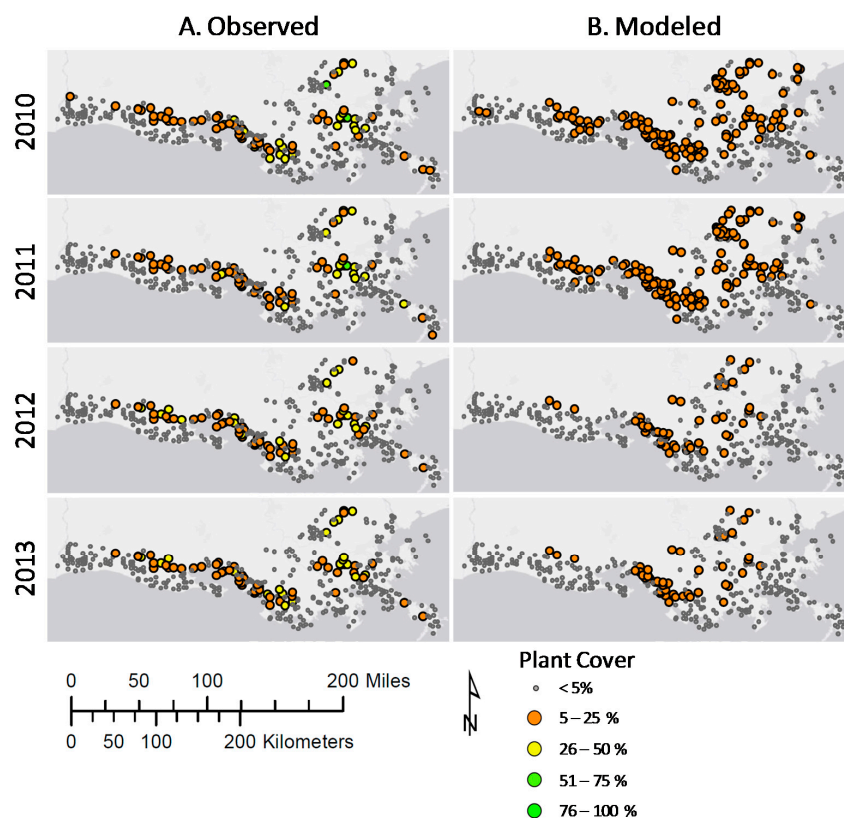 A. Observed
B. Modeled
2010
2011
2012
2013
0 50 100 200 Miles
0 50 100 200 Kilometers
N
Plant Cover
< 5%
5 – 25 %
26 – 50 %
51 – 75 %
76 – 100 %